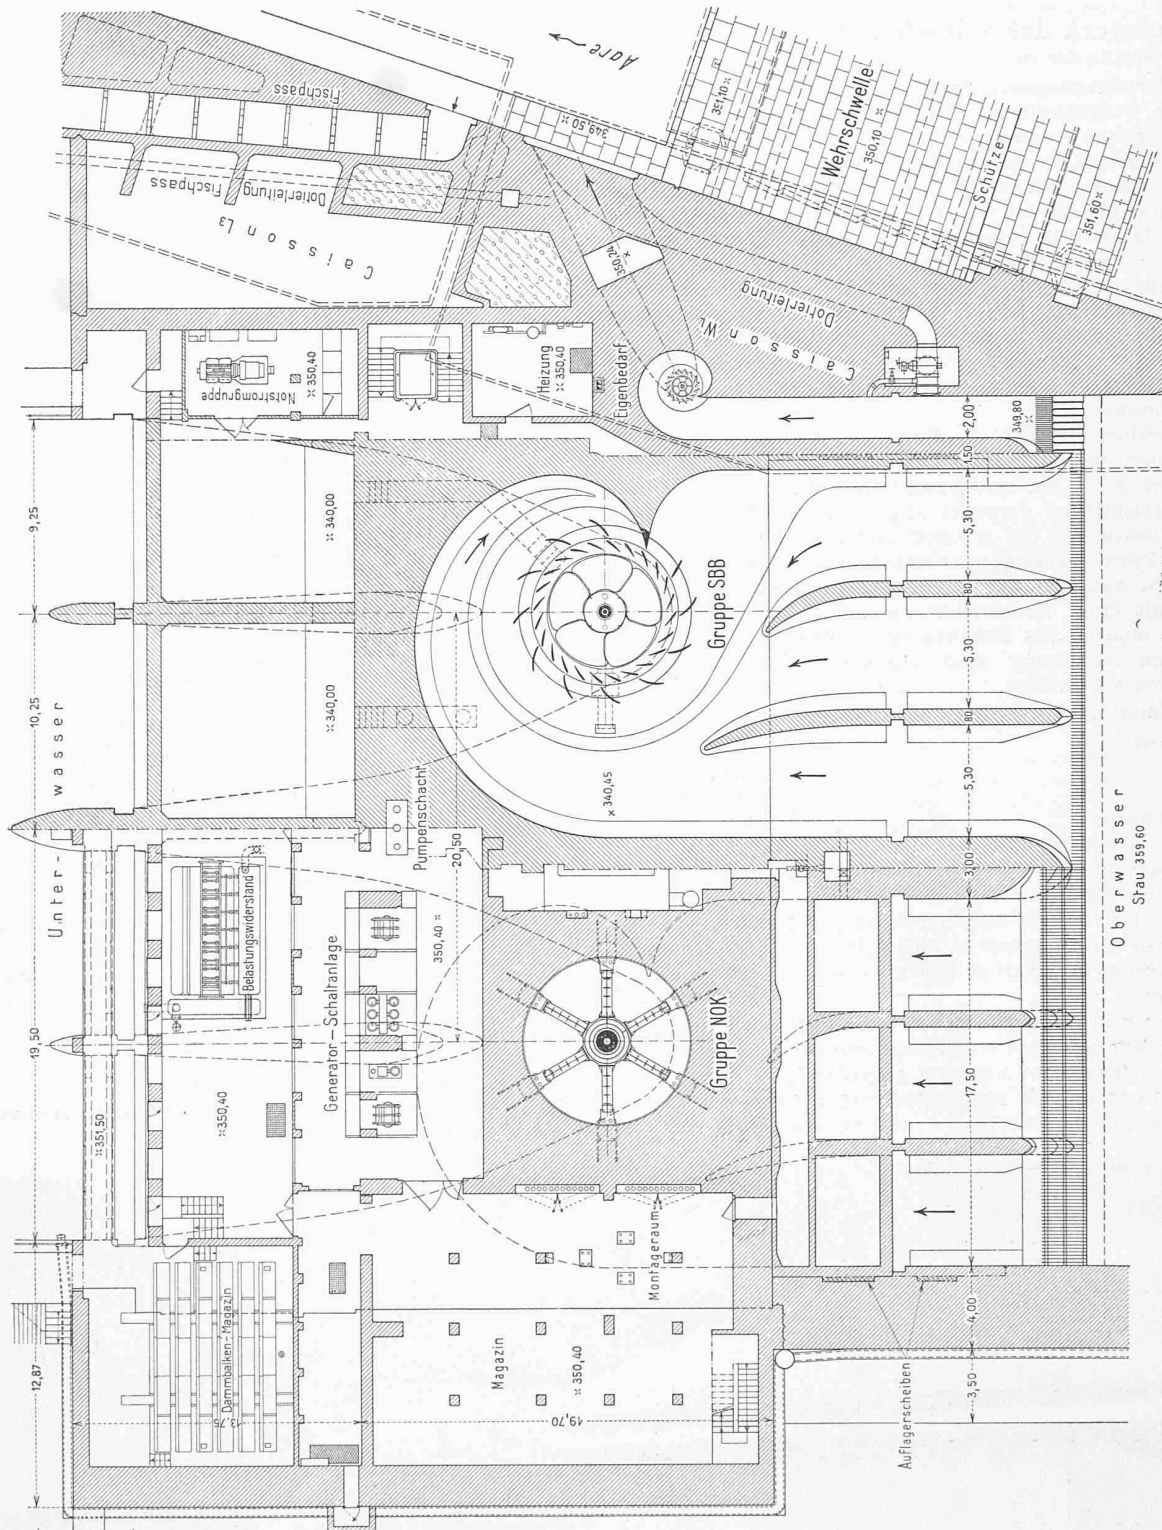 Aare
Fischpass
Dotierleitung
Fischpass
Caisson L3
349,50
351,10
Wehrschwelle
350,10
Schützen
351,60
350,24
Dotierleitung
Caisson WL
Notstromgruppe
350,40
Heizung
350,40
Eigenbedarf
2,00
349,80
1,50
9,25
340,00
5,30
Gruppe SBB
80
5,30
10,25
340,00
80
Unter-wasser
340,45
5,30
Pumpenschacht
20,50
3,00
Oberwasser
Stau 359,60
Belastungswiderstand
Generator-Schaltanlage
350,40
19,50
Gruppe NOK
17,50
351,50
350,40
Montageraum
Dammbalken-Magazin
13,75
Magazin
350,40
19,70
12,87
4,00
3,50
Auflagerscheiben